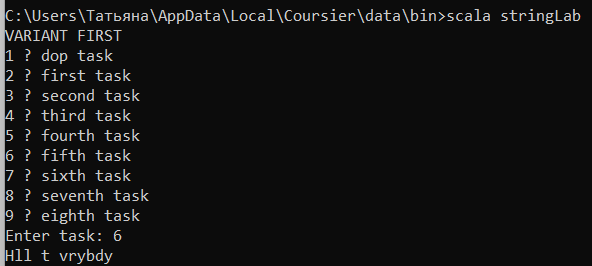 C:\Users\Татьяна\AppData\Local\Coursier\data\bin>scala stringLab
VARIANT FIRST
1 ? dop task
2 ? first task
3 ? second task
4 ? third task
5 ? fourth task
6 ? fifth task
7 ? sixth task
8 ? seventh task
9 ? eighth task
Enter task: 6
Hll t vrybdy